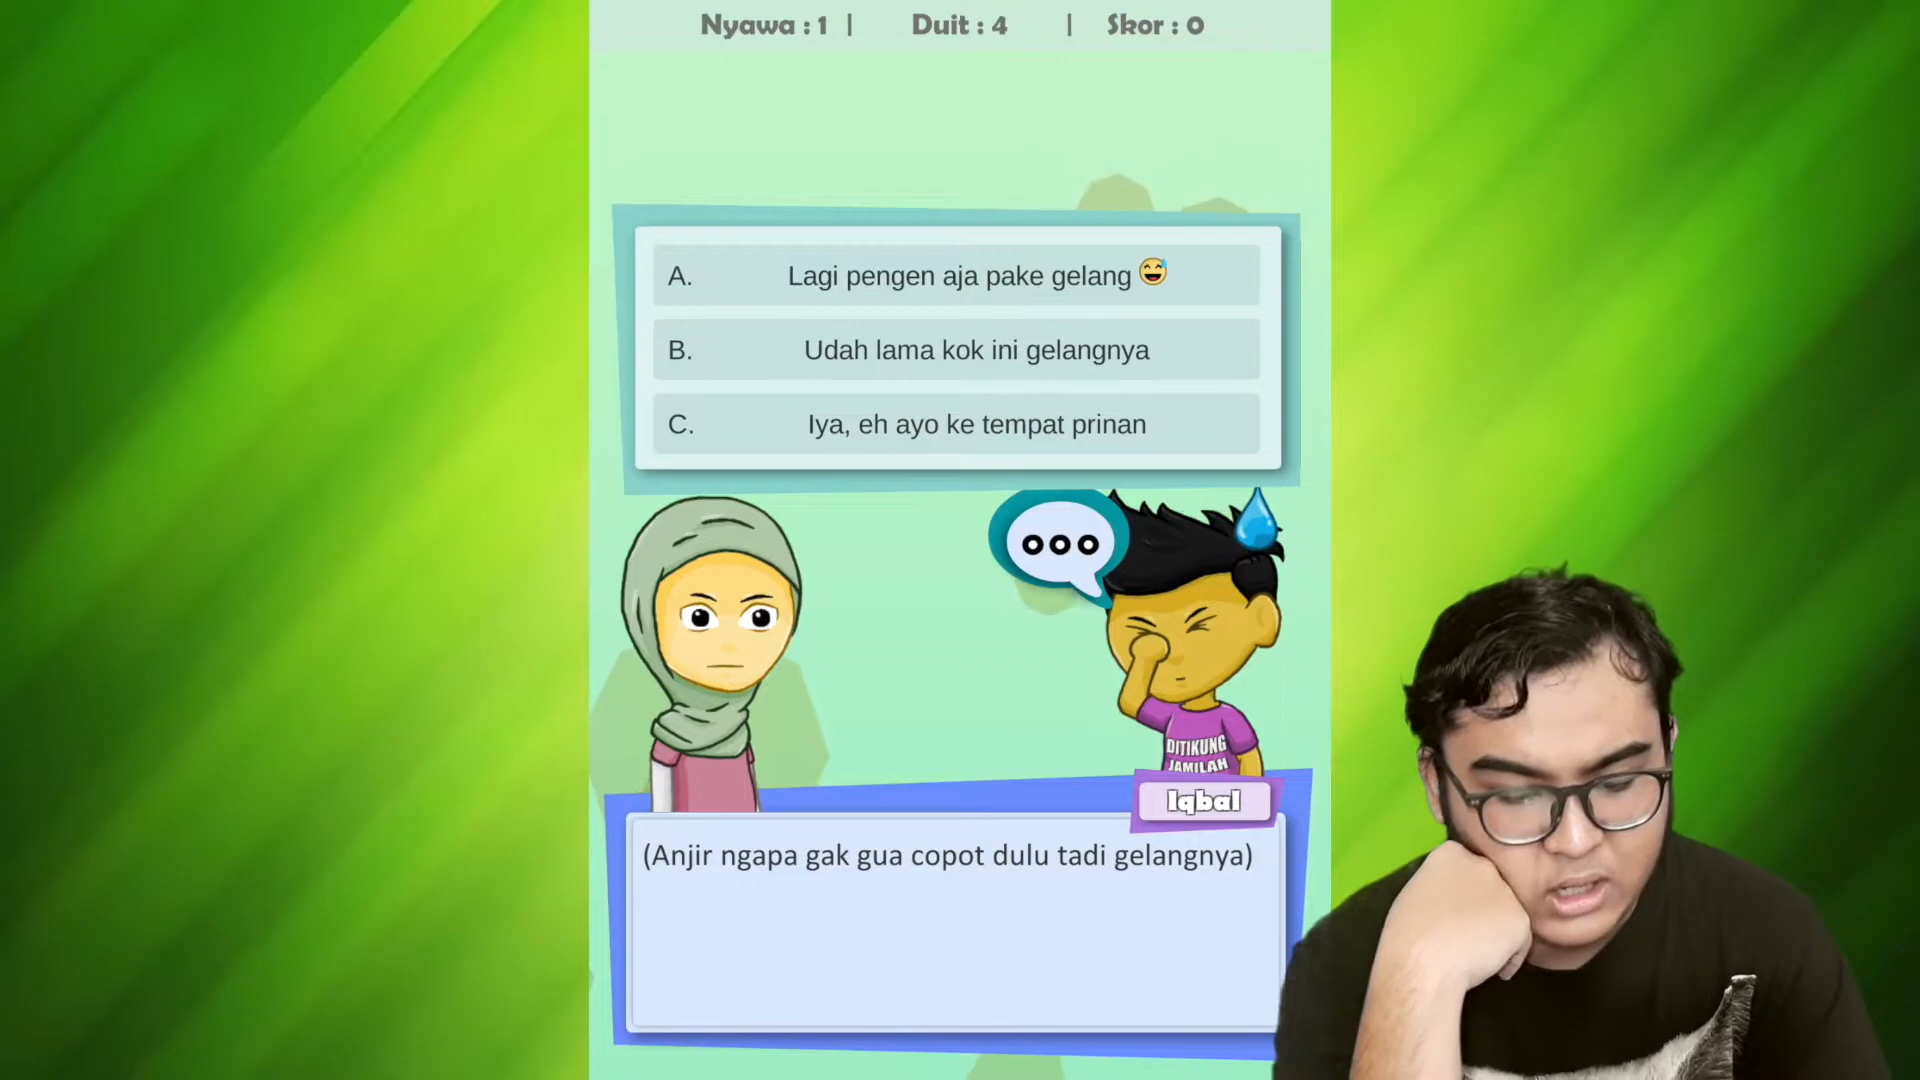 Nyawa : 1 | Duit : 4 | Skor : 0
A. Lagi pengen aja pake gelang 😅
B. Udah lama kok ini gelangnya
C. Iya, eh ayo ke tempat prinan
DITIKUNG
JAMILAH
Iqbal
(Anjir ngapa gak gua copot dulu tadi gelangnya)